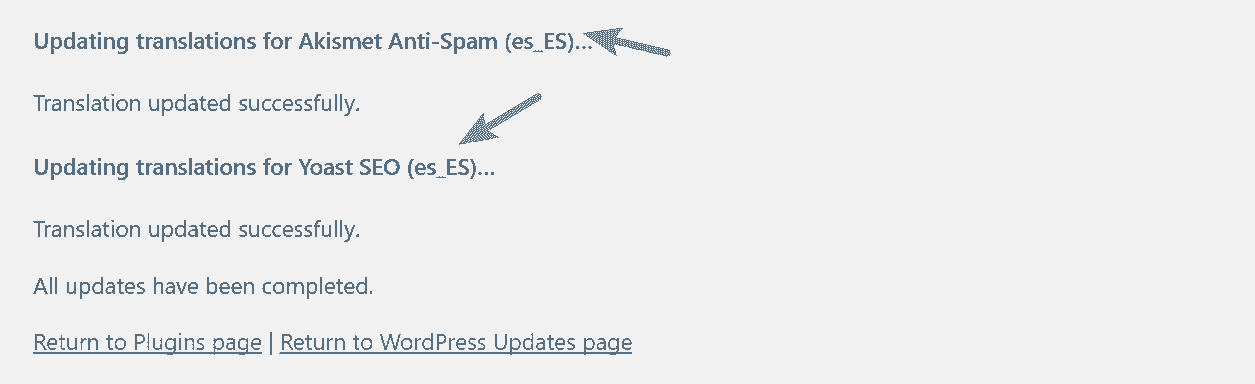 Updating translations for Akismet Anti-Spam (es_ES)...
Translation updated successfully.
Updating translations for Yoast SEO (es_ES)...
Translation updated successfully.
All updates have been completed.
Return to Plugins page | Return to WordPress Updates page